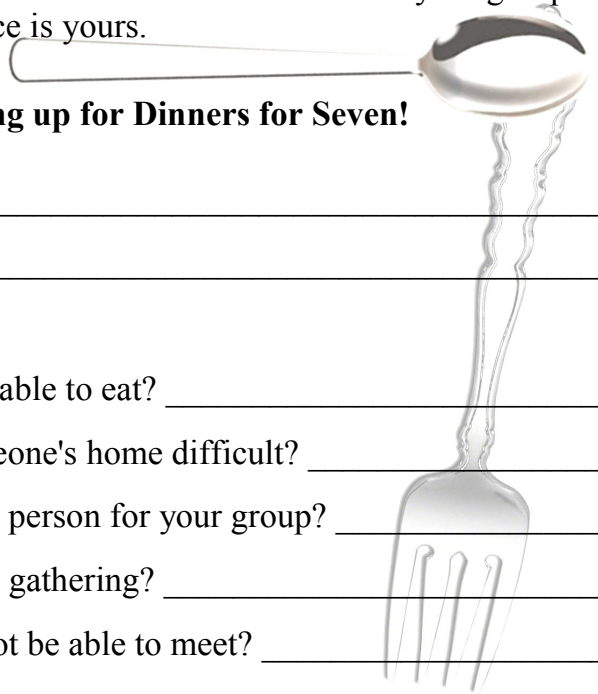 ce is yours.
ng up for Dinners for Seven!
able to eat?
eone's home difficult?
person for your group?
gathering?
ot be able to meet?